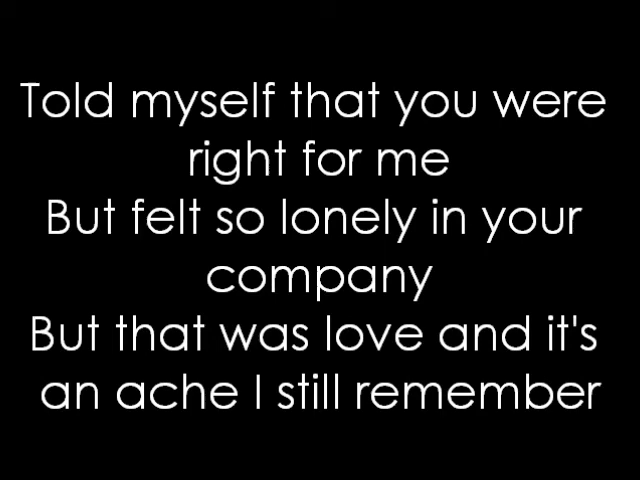 Told myself that you were
right for me
But felt so lonely in your
company
But that was love and it's
an ache I still remember